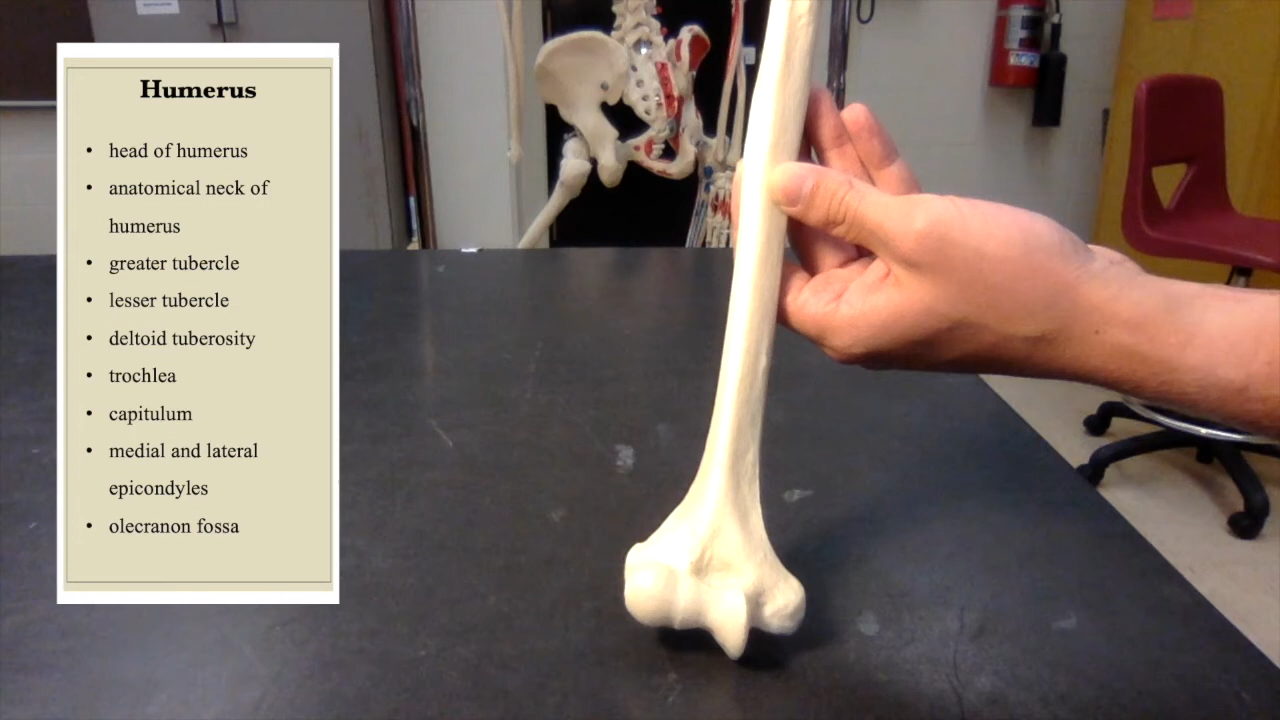 Humerus
• head of humerus
• anatomical neck of
humerus
• greater tubercle
• lesser tubercle
• deltoid tuberosity
• trochlea
• capitulum
• medial and lateral
epicondyles
• olecranon fossa